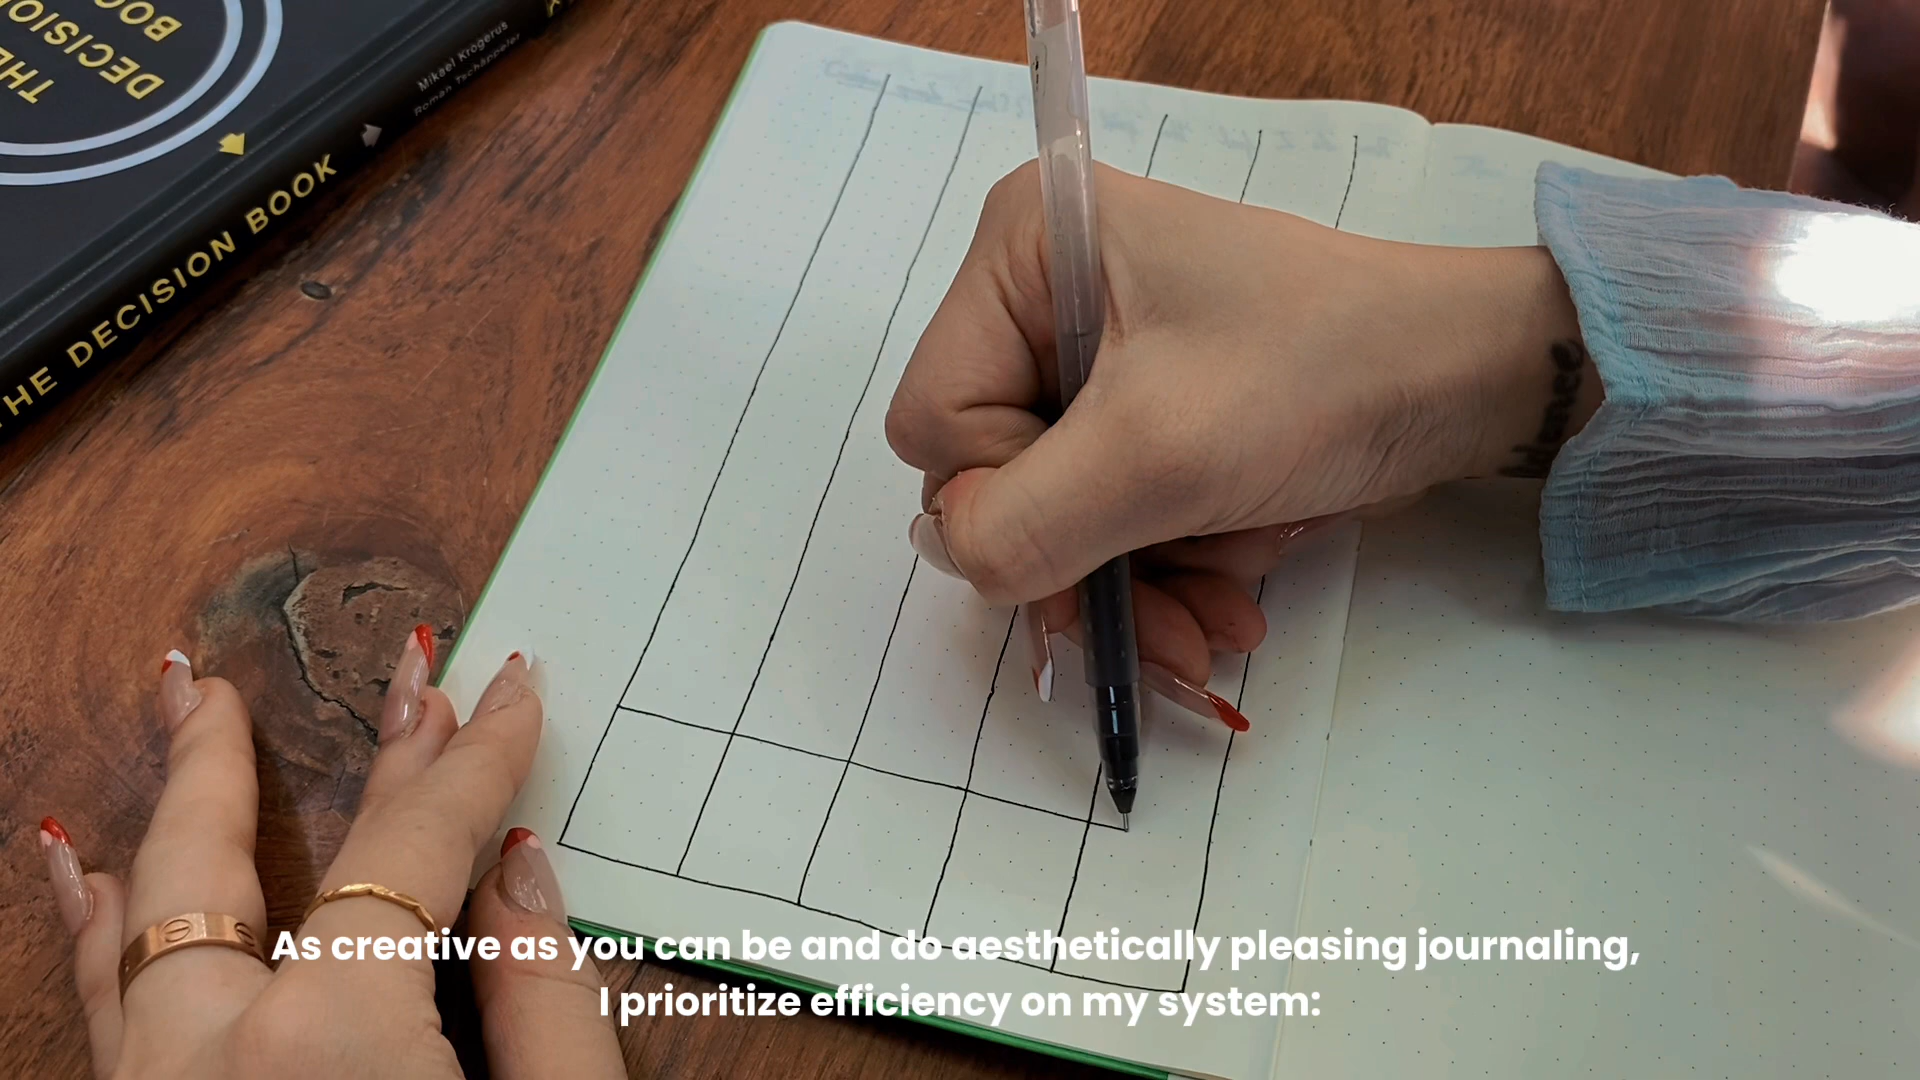 THE
DECISION
BOOK
Mikael Krogerus
Roman Tschäppeler
THE DECISION BOOK
As creative as you can be and do aesthetically pleasing journaling,
I prioritize efficiency on my system: